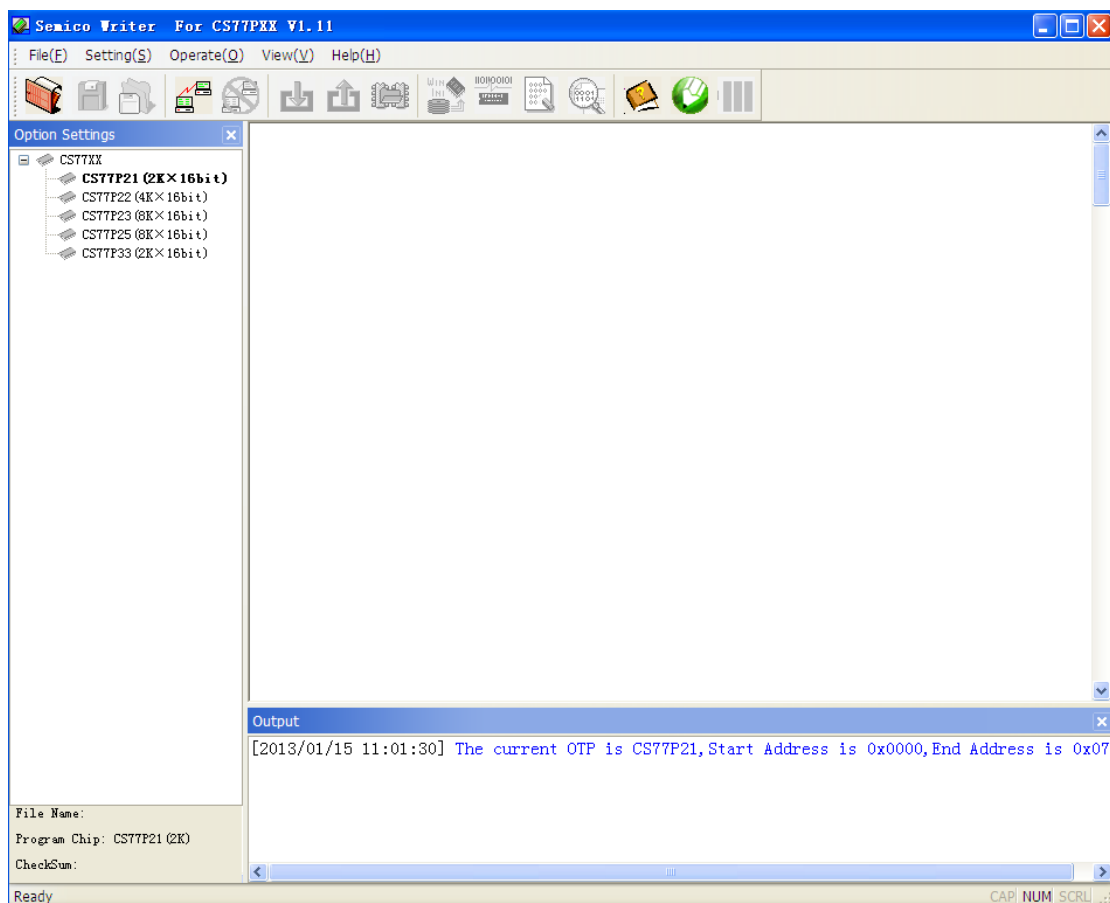 Semico Writer For CS77PXX V1.11
File(F) Setting(S) Operate(O) View(V) Help(H)
WIN
INI
Option Settings
CS77XX
CS77P21(2K×16bit)
CS77P22(4K×16bit)
CS77P23(8K×16bit)
CS77P25(8K×16bit)
CS77P33(2K×16bit)
Output
[2013/01/15 11:01:30] The current OTP is CS77P21,Start Address is 0x0000,End Address is 0x07
File Name:
Program Chip: CS77P21(2K)
CheckSum:
Ready CAP NUM SCRL